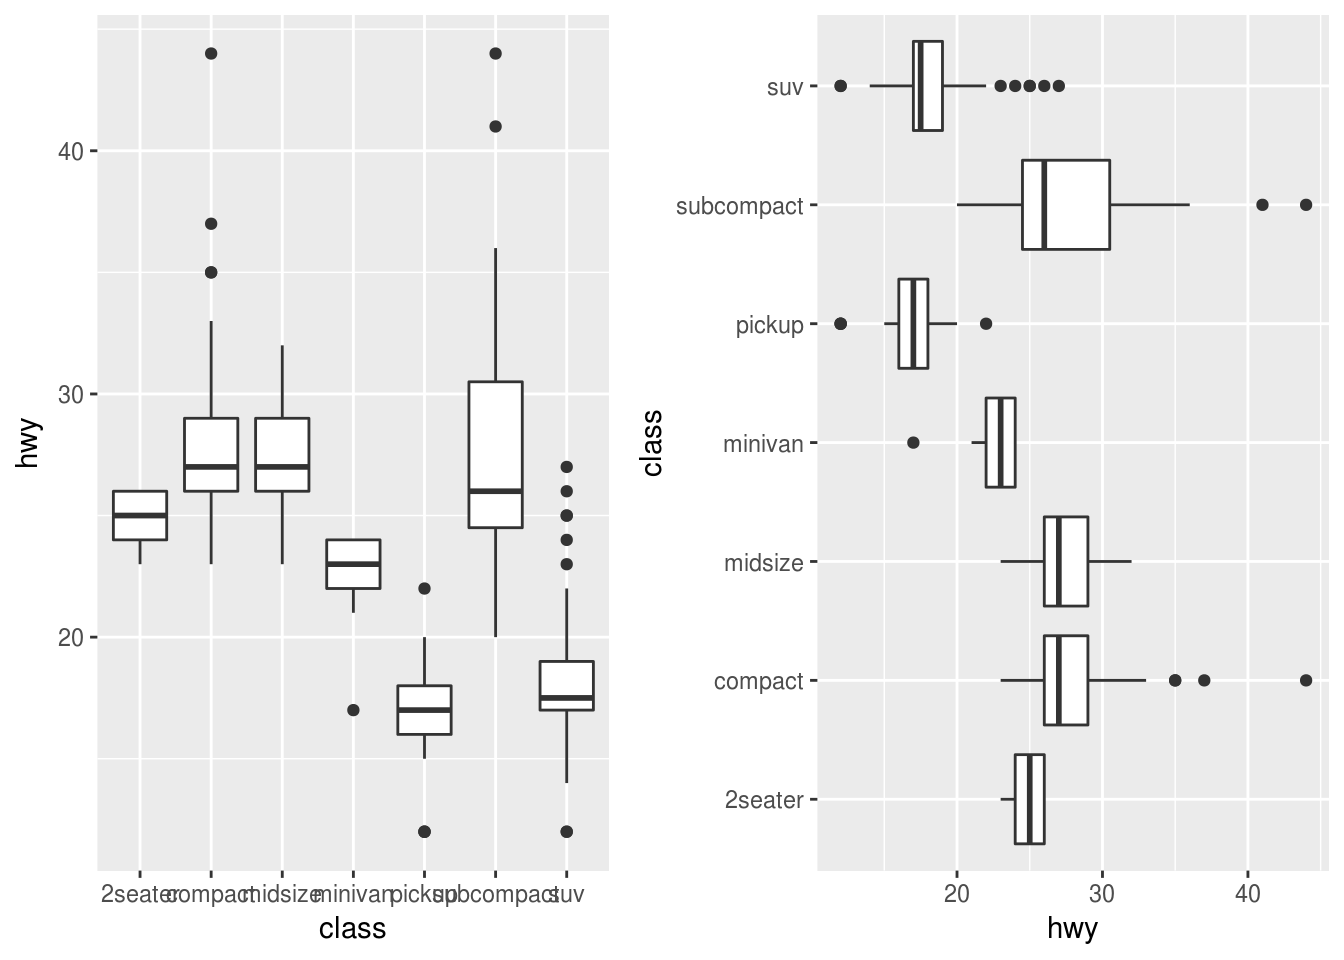 40
30
20
hwy
2seater compact midsize minivan pickup subcompact suv
class
suv
subcompact
pickup
minivan
midsize
compact
2seater
class
20 30 40
hwy